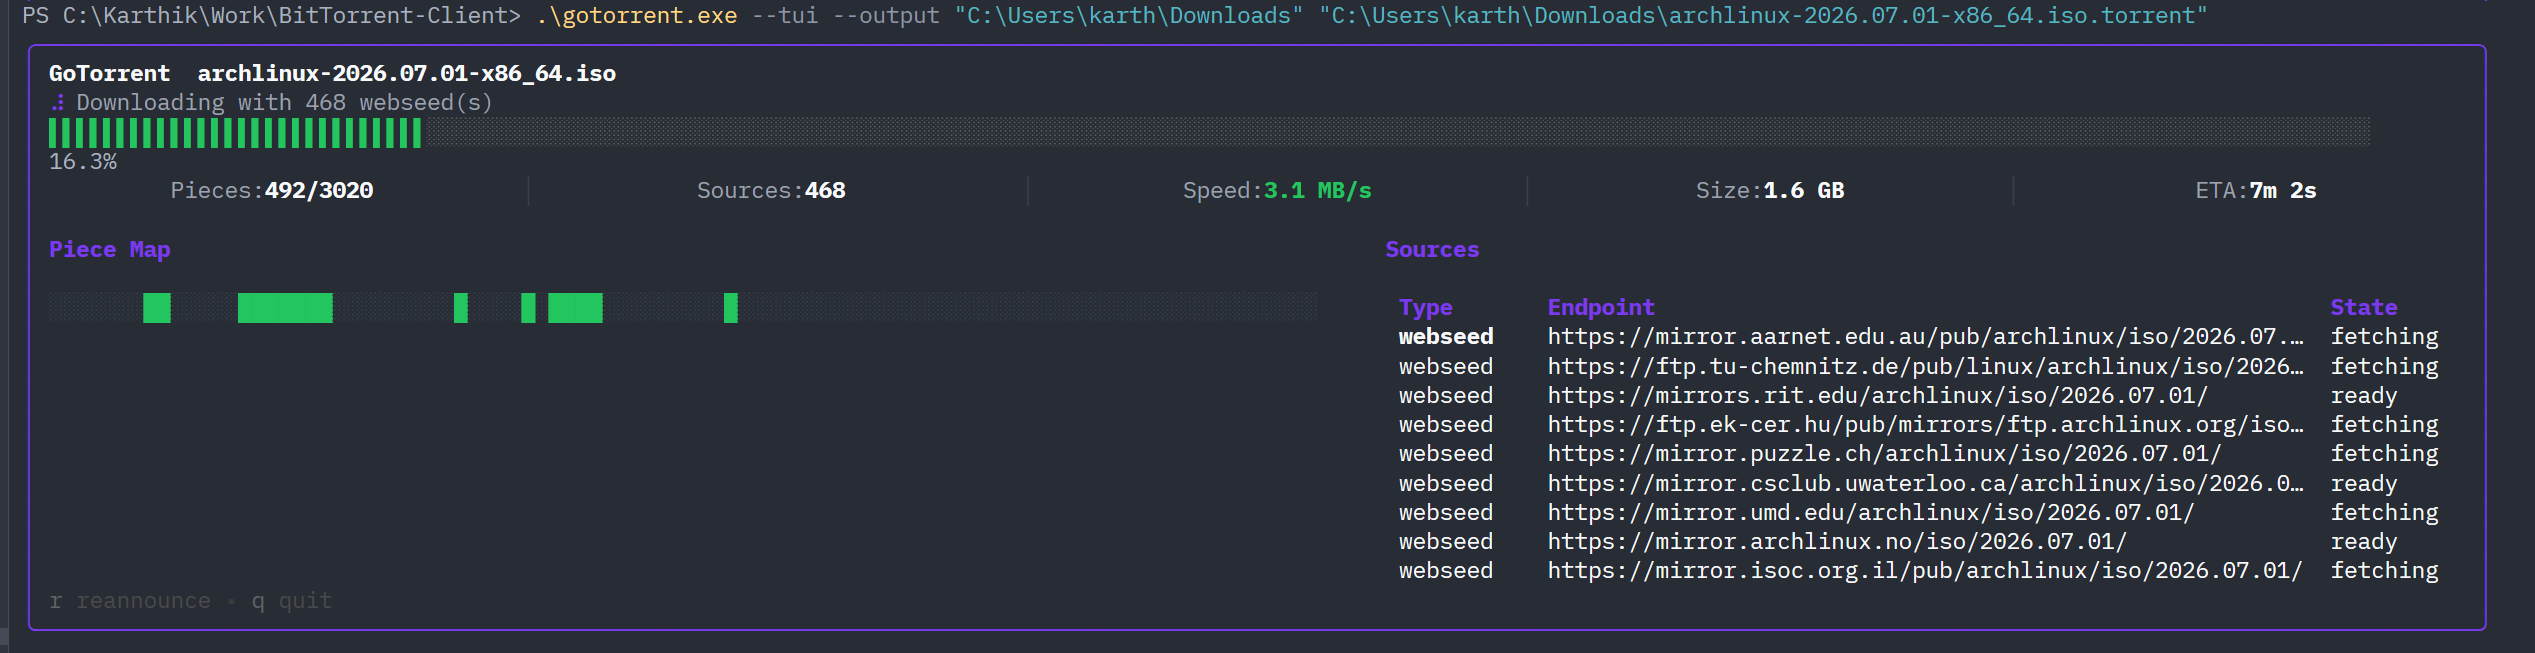 PS C:\Karthik\Work\BitTorrent-Client> .\gotorrent.exe --tui --output "C:\Users\karth\Downloads" "C:\Users\karth\Downloads\archlinux-2026.07.01-x86_64.iso.torrent"
GoTorrent archlinux-2026.07.01-x86_64.iso
Downloading with 468 webseed(s)
16.3%
Pieces:492/3020 Sources:468 Speed:3.1 MB/s Size:1.6 GB ETA:7m 2s
Piece Map Sources
Type Endpoint State
webseed https://mirror.aarnet.edu.au/pub/archlinux/iso/2026.07.… fetching
webseed https://ftp.tu-chemnitz.de/pub/linux/archlinux/iso/2026… fetching
webseed https://mirrors.rit.edu/archlinux/iso/2026.07.01/ ready
webseed https://ftp.ek-cer.hu/pub/mirrors/ftp.archlinux.org/iso… fetching
webseed https://mirror.puzzle.ch/archlinux/iso/2026.07.01/ fetching
webseed https://mirror.csclub.uwaterloo.ca/archlinux/iso/2026.0… ready
webseed https://mirror.umd.edu/archlinux/iso/2026.07.01/ fetching
webseed https://mirror.archlinux.no/iso/2026.07.01/ ready
webseed https://mirror.isoc.org.il/pub/archlinux/iso/2026.07.01/ fetching
r reannounce • q quit